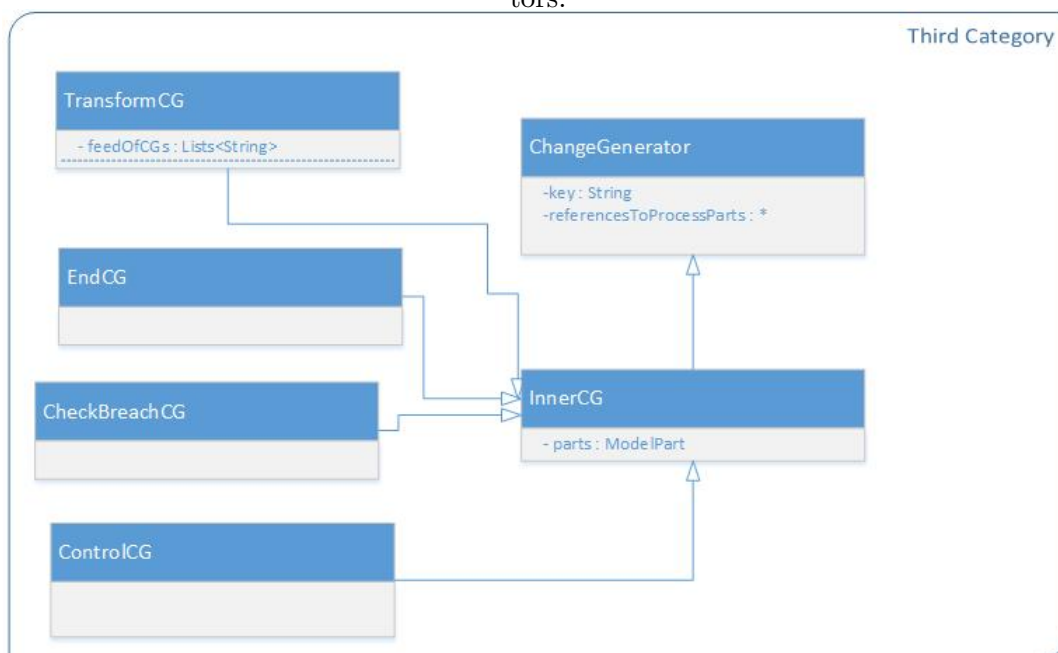 tors.
Third Category
TransformCG
- feedOfCGs : Lists<String>
ChangeGenerator
-key : String
-referencesToProcessParts : *
EndCG
CheckBreachCG
InnerCG
- parts : ModelPart
ControlCG